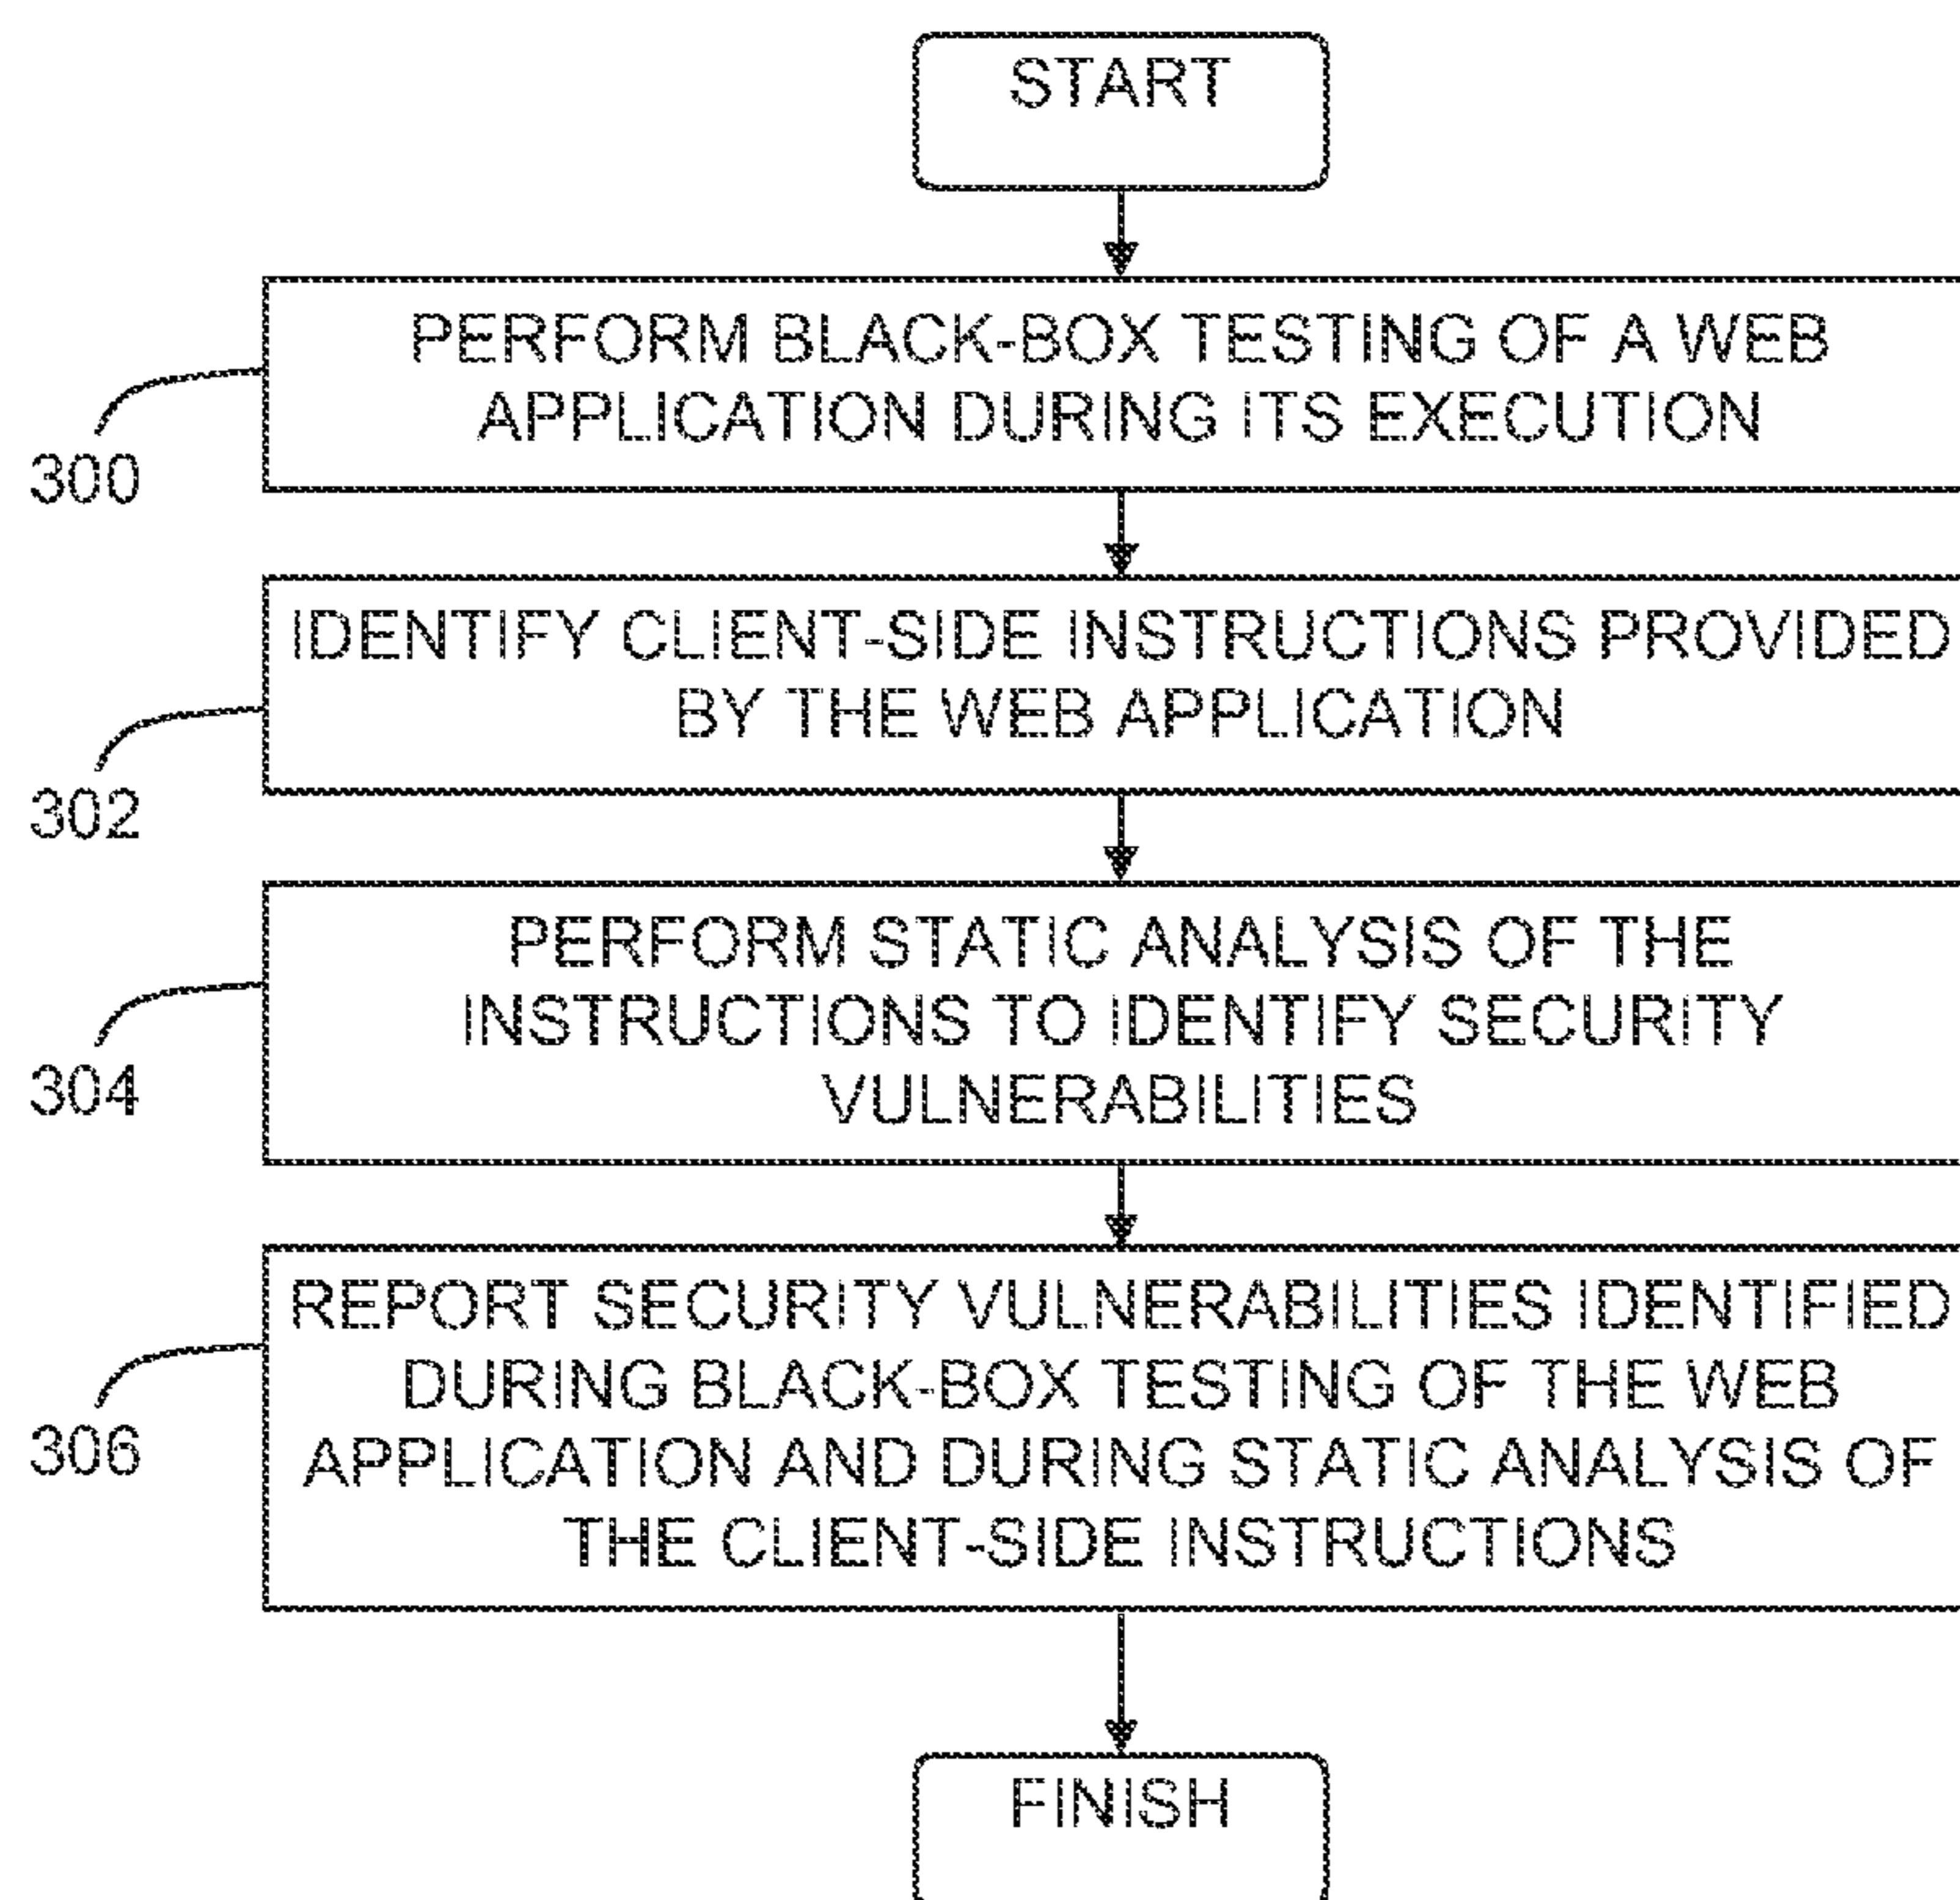 START
PERFORM BLACK-BOX TESTING OF A WEB
APPLICATION DURING ITS EXECUTION
300
IDENTIFY CLIENT-SIDE INSTRUCTIONS PROVIDED
BY THE WEB APPLICATION
302
PERFORM STATIC ANALYSIS OF THE
INSTRUCTIONS TO IDENTIFY SECURITY
VULNERABILITIES
304
REPORT SECURITY VULNERABILITIES IDENTIFIED
DURING BLACK-BOX TESTING OF THE WEB
APPLICATION AND DURING STATIC ANALYSIS OF
THE CLIENT-SIDE INSTRUCTIONS
306
FINISH